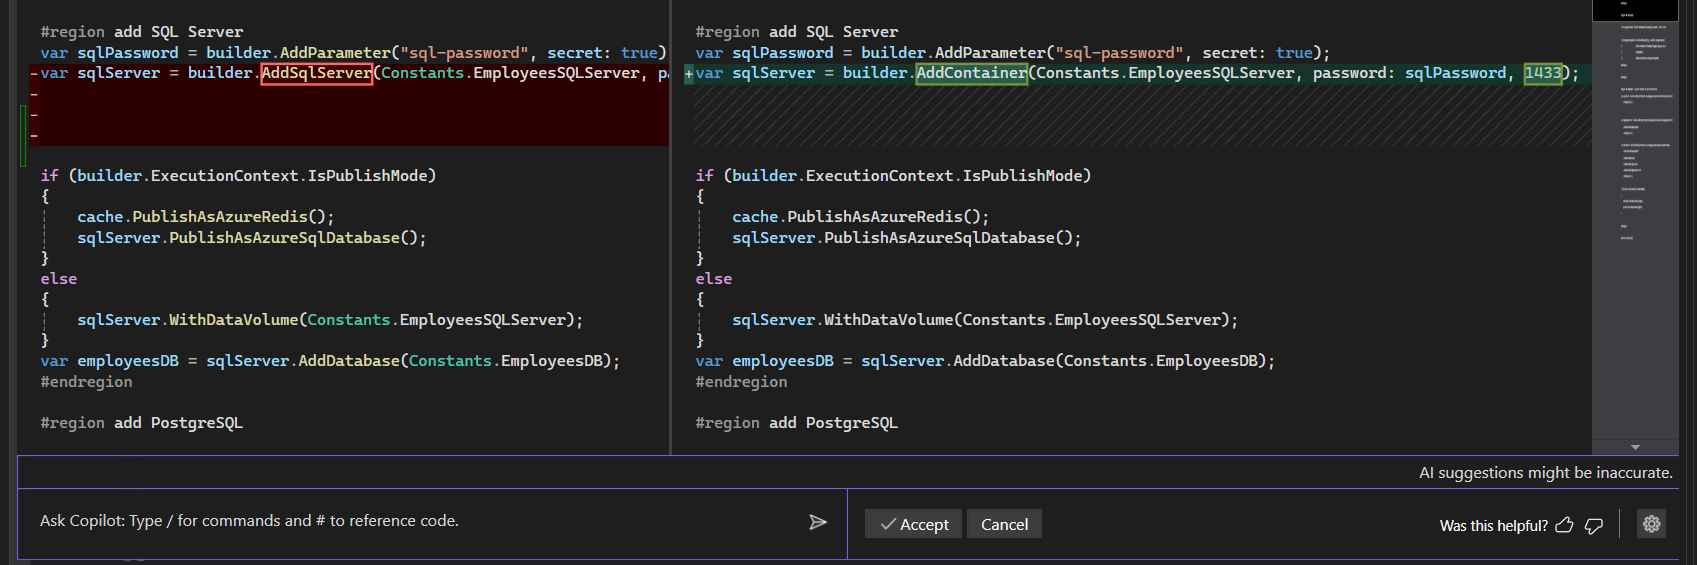 #region add SQL Server
var sqlPassword = builder.AddParameter("sql-password", secret: true)
-var sqlServer = builder.AddSqlServer(Constants.EmployeesSQLServer, pa
-
-
-
if (builder.ExecutionContext.IsPublishMode)
{
cache.PublishAsAzureRedis();
sqlServer.PublishAsAzureSqlDatabase();
}
else
{
sqlServer.WithDataVolume(Constants.EmployeesSQLServer);
}
var employeesDB = sqlServer.AddDatabase(Constants.EmployeesDB);
#endregion
#region add PostgreSQL
#region add SQL Server
var sqlPassword = builder.AddParameter("sql-password", secret: true);
+var sqlServer = builder.AddContainer(Constants.EmployeesSQLServer, password: sqlPassword, 1433);
if (builder.ExecutionContext.IsPublishMode)
{
cache.PublishAsAzureRedis();
sqlServer.PublishAsAzureSqlDatabase();
}
else
{
sqlServer.WithDataVolume(Constants.EmployeesSQLServer);
}
var employeesDB = sqlServer.AddDatabase(Constants.EmployeesDB);
#endregion
#region add PostgreSQL
AI suggestions might be inaccurate.
Ask Copilot: Type / for commands and # to reference code.
Accept
Cancel
Was this helpful?